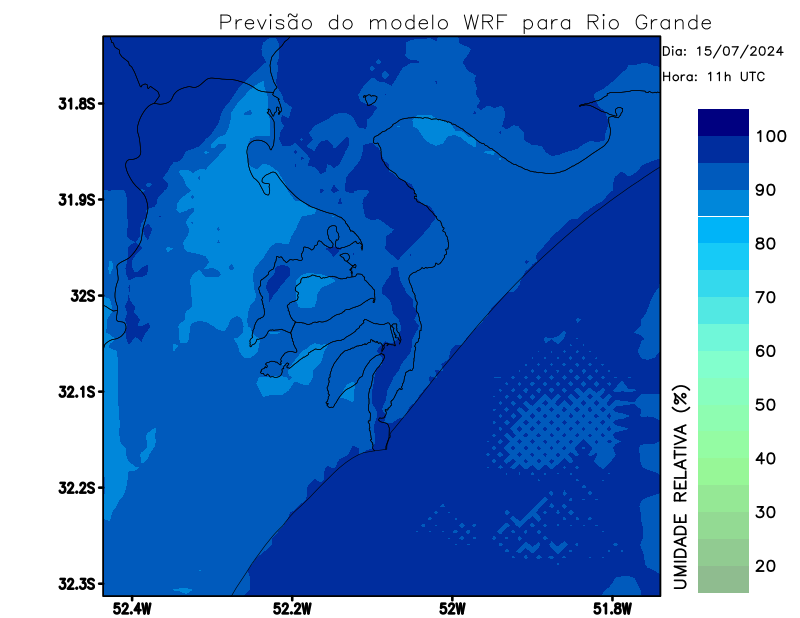 Previsão do modelo WRF para Rio Grande
Dia: 15/07/2024
Hora: 11h UTC
31.8S
31.9S
32S
32.1S
32.2S
32.3S
52.4W
52.2W
52W
51.8W
100
90
80
70
60
50
40
30
20
UMIDADE RELATIVA (%)